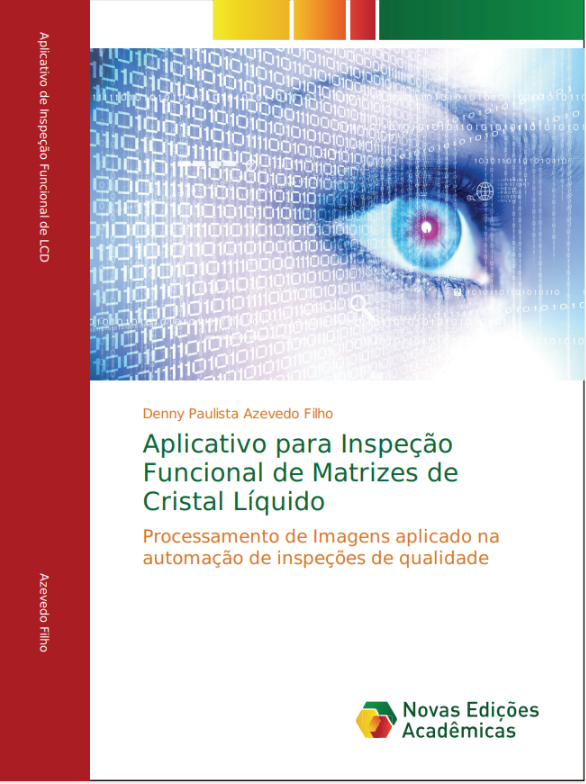 Aplicativo de Inspeção Funcional de LCD
Azevedo Filho
Denny Paulista Azevedo Filho
Aplicativo para Inspeção
Funcional de Matrizes de
Cristal Líquido
Processamento de Imagens aplicado na
automação de inspeções de qualidade
Novas Edições
Acadêmicas